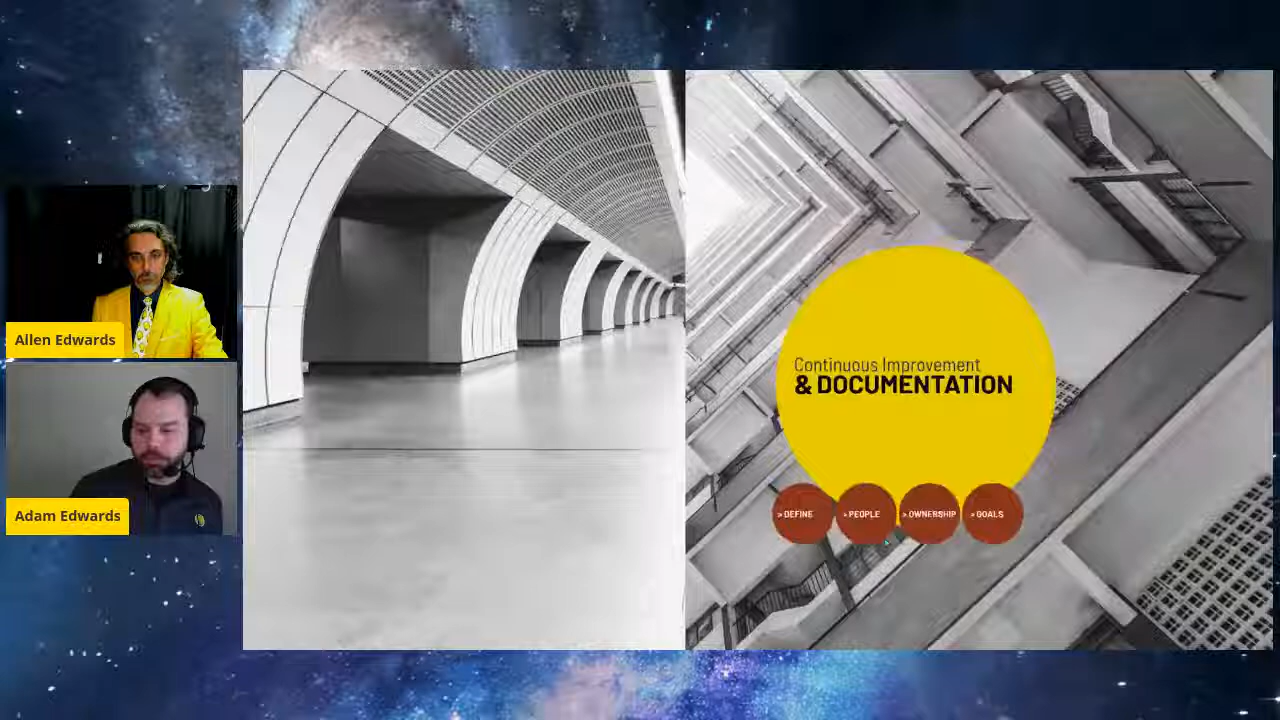 Allen Edwards
Adam Edwards
Continuous Improvement
& DOCUMENTATION
> DEFINE
> PEOPLE
> OWNERSHIP
> GOALS